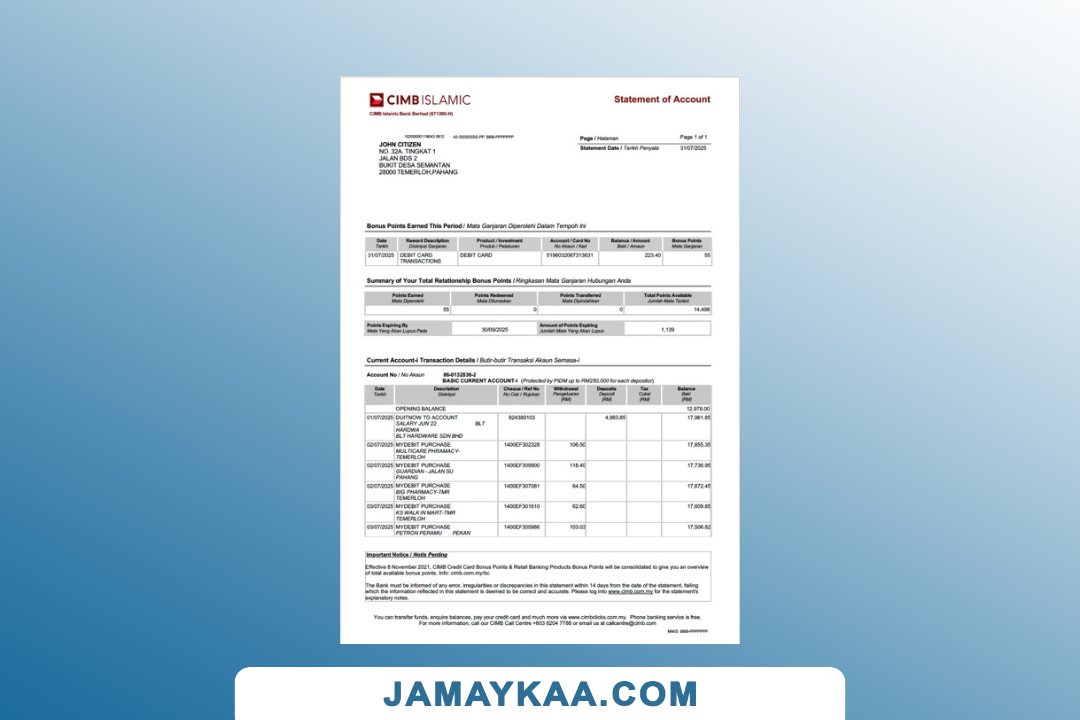 CIMB ISLAMIC
Statement of Account
CIMB Islamic Bank Berhad (671380-H)
Page / Halaman Page 1 of 1
Statement Date / Tarikh Penyata 31/07/2025
JOHN CITIZEN
NO. 32A. TINGKAT 1
JALAN BDS 2
BUKIT DESA SEMANTAN
28000 TEMERLOH,PAHANG
Bonus Points Earned This Period / Mata Ganjaran Diperolehi Dalam Tempoh Ini
Date Reward Description Product / Investment Account / Card No Balance / Amount Bonus Points
Tarikh Diskripsi Ganjaran Produk / Pelaburan No Akaun / Kad Baki / Amaun Mata Ganjaran
31/07/2025 DEBIT CARD DEBIT CARD 5196032067313631 223.40 55
TRANSACTIONS
Summary of Your Total Relationship Bonus Points / Ringkasan Mata Ganjaran Hubungan Anda
Points Earned Points Redeemed Points Transferred Total Points Available
Mata Diperolehi Mata Ditunaikan Mata Dipindahkan Jumlah Mata Terkini
55 0 0 14,498
Points Expiring By 30/09/2025 Amount of Points Expiring 1,139
Mata Yang Akan Luput Pada Jumlah Mata Yang Akan Luput
Current Account-i Transaction Details / Butir-butir Transaksi Akaun Semasa-i
Account No / No Akaun 86-0132836-2
BASIC CURRENT ACCOUNT-i (Protected by PIDM up to RM250,000 for each depositor)
Date Description Cheque / Ref No Withdrawal Deposits Tax Balance
Tarikh Diskripsi No Cek / Rujukan Pengeluaran Deposit Cukai Baki
(RM) (RM) (RM) (RM)
OPENING BALANCE 12,978.00
01/07/2025 DUITNOW TO ACCOUNT 824389103 4,983.85 17,961.85
SALARY JUN 22 BLT
HARDWA
BLT HARDWARE SDN BHD
02/07/2025 MYDEBIT PURCHASE 1400EF302328 106.50 17,855.35
MULTICARE PHRAMACY-
TEMERLOH
02/07/2025 MYDEBIT PURCHASE 1400EF309900 118.40 17,736.95
GUARDIAN - JALAN SU
PAHANG
02/07/2025 MYDEBIT PURCHASE 1400EF307081 64.50 17,672.45
BIG PHARMACY-TMR
TEMERLOH
03/07/2025 MYDEBIT PURCHASE 1400EF301610 62.60 17,609.85
KS WALK IN MART-TMR
TEMERLOH
03/07/2025 MYDEBIT PURCHASE 1400EF305986 103.03 17,506.82
PETRON PERAMU PEKAN
Important Notice / Notis Penting
Effective 8 November 2021, CIMB Credit Card Bonus Points & Retail Banking Products Bonus Points will be consolidated to give you an overview
of total available bonus points. Info: cimb.com.my/bc
The Bank must be informed of any error, irregularities or discrepancies in this statement within 14 days from the date of the statement, failing
which the information reflected in this statement is deemed to be correct and accurate. Please log into www.cimb.com.my for the statement's
explanatory notes.
You can transfer funds, enquire balances, pay your credit card and much more via www.cimbclicks.com.my. Phone banking service is free.
For more information, call our CIMB Call Centre +603 6204 7788 or email us at callcentre@cimb.com
JAMAYKAA.COM